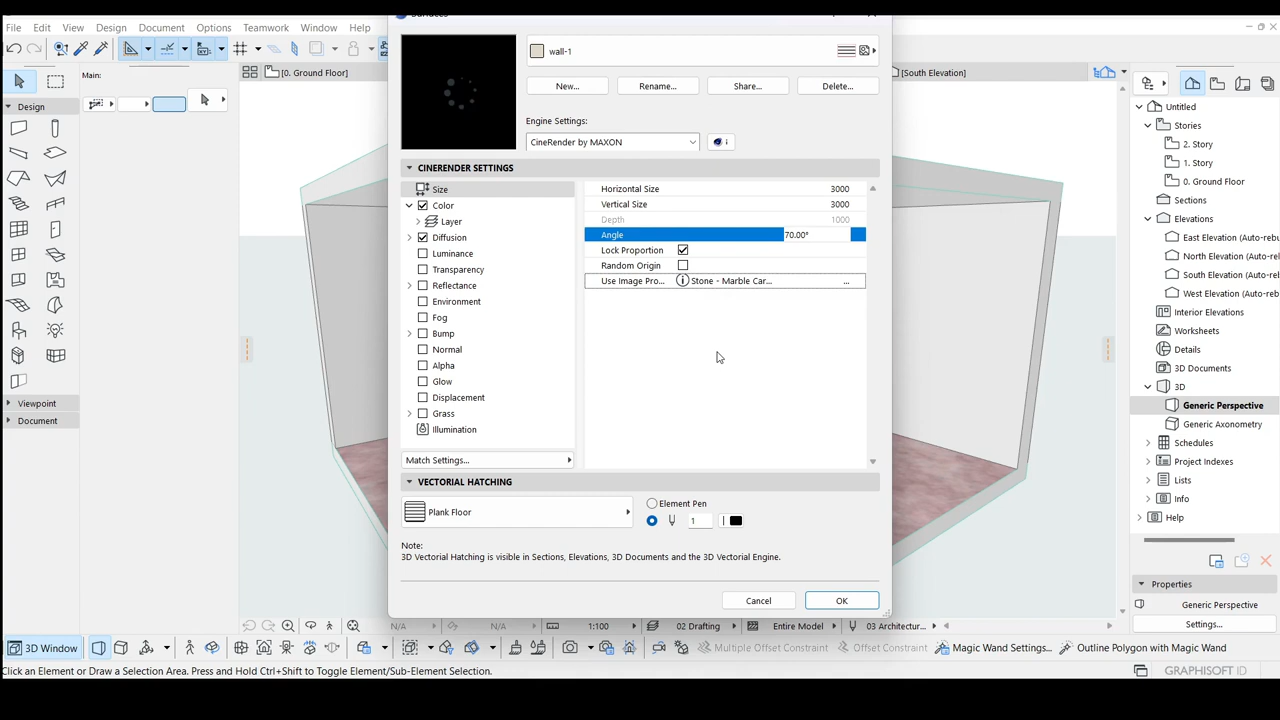 Surfaces
File Edit View Design Document Options Teamwork Window Help
Main:
[0. Ground Floor]
[South Elevation]
Design
Viewpoint
Document
wall-1
New... Rename... Share... Delete...
Engine Settings:
CineRender by MAXON
CINERENDER SETTINGS
Size
Color
Layer
Diffusion
Luminance
Transparency
Reflectance
Environment
Fog
Bump
Normal
Alpha
Glow
Displacement
Grass
Illumination
Match Settings...
Horizontal Size 3000
Vertical Size 3000
Depth 1000
Angle 70.00°
Lock Proportion
Random Origin
Use Image Pro... Stone - Marble Car... ...
VECTORIAL HATCHING
Plank Floor
Element Pen
1
Note:
3D Vectorial Hatching is visible in Sections, Elevations, 3D Documents and the 3D Vectorial Engine.
Cancel OK
Untitled
Stories
2. Story
1. Story
0. Ground Floor
Sections
Elevations
East Elevation (Auto-reb
North Elevation (Auto-re
South Elevation (Auto-re
West Elevation (Auto-reb
Interior Elevations
Worksheets
Details
3D Documents
3D
Generic Perspective
Generic Axonometry
Schedules
Project Indexes
Lists
Info
Help
Properties
Generic Perspective
Settings...
N/A N/A 1:100 02 Drafting Entire Model 03 Architectur...
3D Window Multiple Offset Constraint Offset Constraint Magic Wand Settings... Outline Polygon with Magic Wand
Click an Element or Draw a Selection Area. Press and Hold Ctrl+Shift to Toggle Element/Sub-Element Selection.
GRAPHISOFT ID